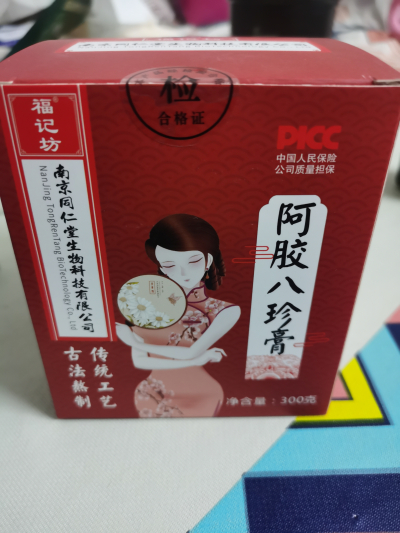 检
合格证
福记坊
南京同仁堂生物科技有限公司
NanJing TongRenTang BioTechnology Co., Ltd
PICC
中国人民保险
公司质量担保
阿胶八珍膏
传统工艺
古法熬制
净含量：300克